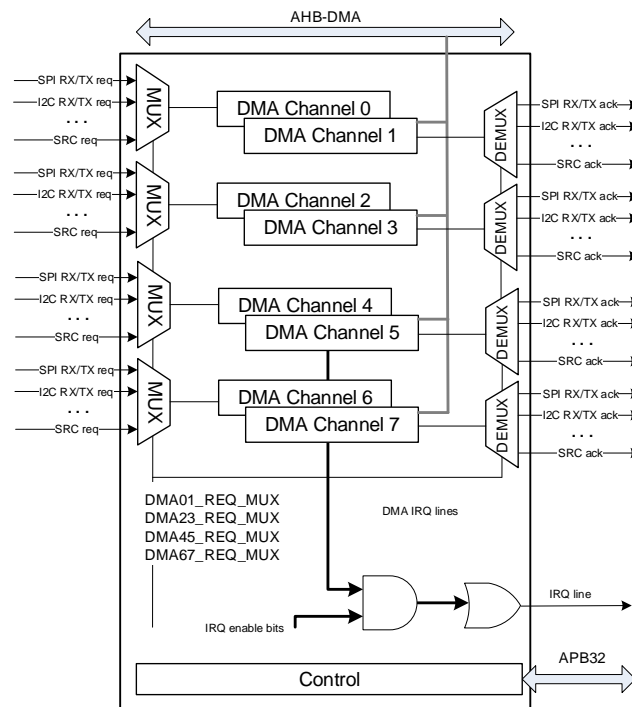 AHB-DMA
SPI RX/TX req
I2C RX/TX req
...
SRC req
MUX
DMA Channel 0
DMA Channel 1
DEMUX
SPI RX/TX ack
I2C RX/TX ack
...
SRC ack
SPI RX/TX req
I2C RX/TX req
...
SRC req
MUX
DMA Channel 2
DMA Channel 3
DEMUX
SPI RX/TX ack
I2C RX/TX ack
...
SRC ack
SPI RX/TX req
I2C RX/TX req
...
SRC req
MUX
DMA Channel 4
DMA Channel 5
DEMUX
SPI RX/TX ack
I2C RX/TX ack
...
SRC ack
SPI RX/TX req
I2C RX/TX req
...
SRC req
MUX
DMA Channel 6
DMA Channel 7
DEMUX
SPI RX/TX ack
I2C RX/TX ack
...
SRC ack
DMA01_REQ_MUX
DMA23_REQ_MUX
DMA45_REQ_MUX
DMA67_REQ_MUX
DMA IRQ lines
IRQ line
IRQ enable bits
APB32
Control